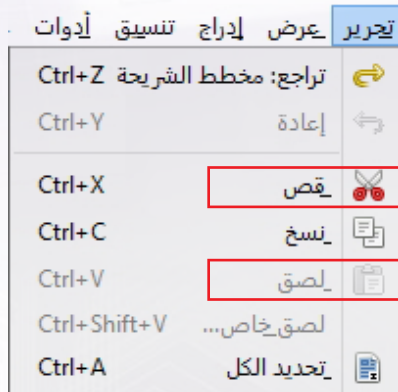 تحرير عرض إدراج تنسيق أدوات
تراجع: مخطط الشريحة Ctrl+Z
إعادة Ctrl+Y
قص Ctrl+X
نسخ Ctrl+C
لصق Ctrl+V
لصق خاص... Ctrl+Shift+V
تحديد الكل Ctrl+A